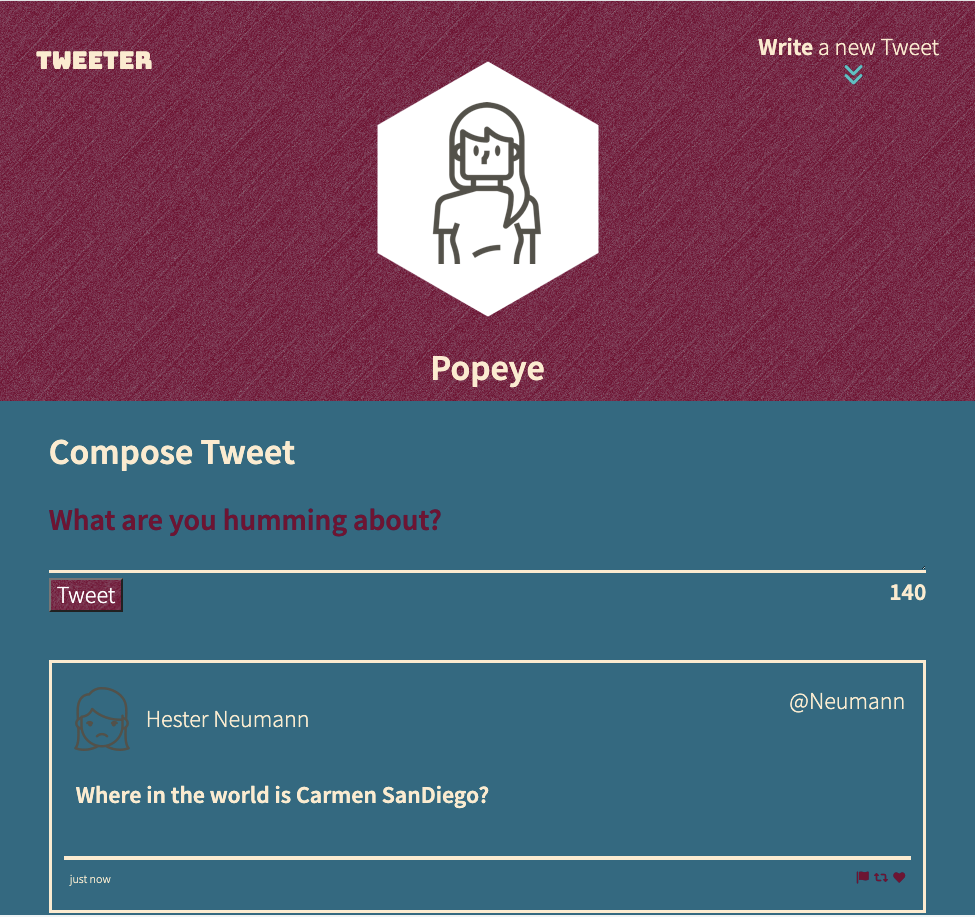 TWEETER
Write a new Tweet
Popeye
Compose Tweet
What are you humming about?
Tweet
140
Hester Neumann
@Neumann
Where in the world is Carmen SanDiego?
just now